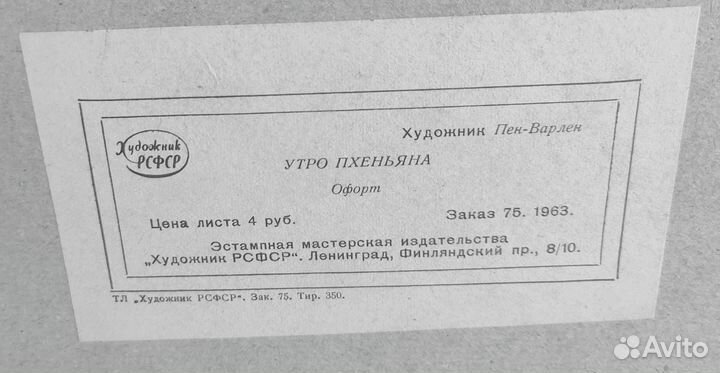 Художник РСФСР
Художник Пен-Варлен
УТРО ПХЕНЬЯНА
Офорт
Цена листа 4 руб.
Заказ 75. 1963.
Эстампная мастерская издательства
„Художник РСФСР“. Ленинград, Финляндский пр., 8/10.
ТЛ „Художник РСФСР“. Зак. 75. Тир. 350.
Avito